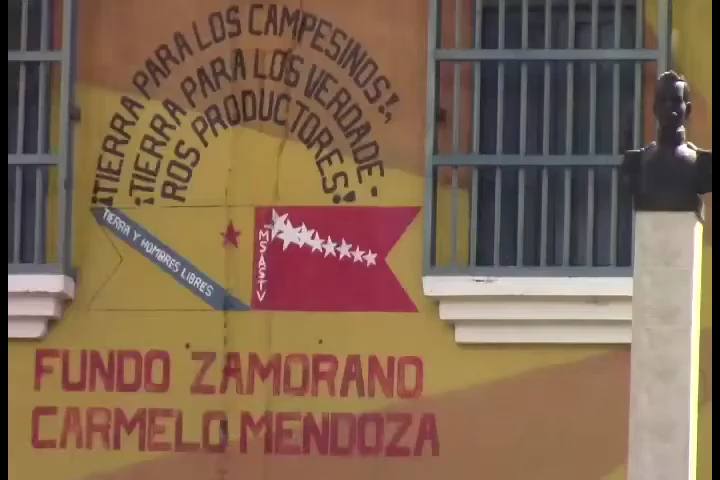 ¡TIERRA PARA LOS CAMPESINOS!,
¡TIERRA PARA LOS VERDADE-
ROS PRODUCTORES!
TIERRA Y HOMBRES LIBRES
MSASTV
FUNDO ZAMORANO
CARMELO MENDOZA